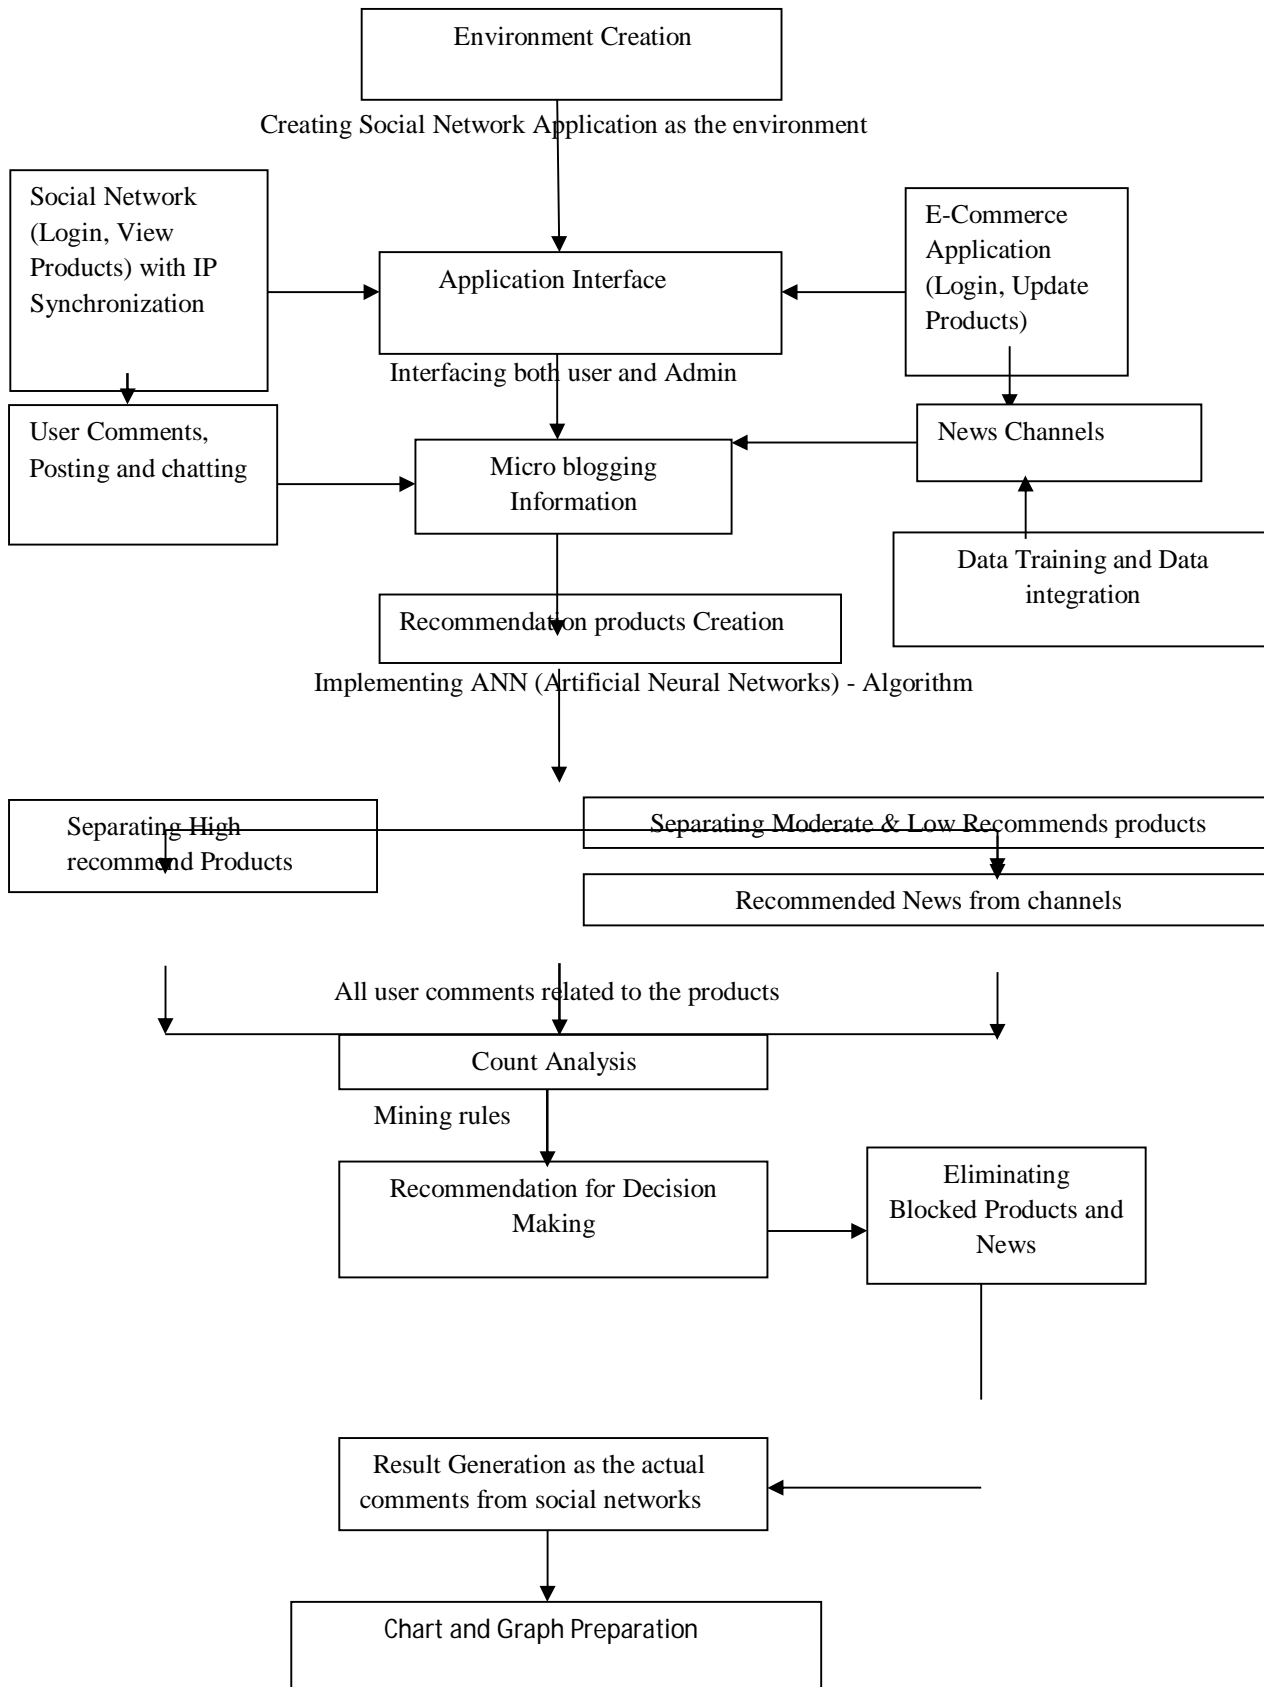 Environment Creation
Creating Social Network Application as the environment
Social Network
(Login, View
Products) with IP
Synchronization
E-Commerce
Application
(Login, Update
Products)
Application Interface
Interfacing both user and Admin
User Comments,
Posting and chatting
News Channels
Micro blogging
Information
Data Training and Data
integration
Recommendation products Creation
Implementing ANN (Artificial Neural Networks) - Algorithm
Separating High
recommend Products
Separating Moderate & Low Recommends products
Recommended News from channels
All user comments related to the products
Count Analysis
Mining rules
Recommendation for Decision
Making
Eliminating
Blocked Products and
News
Result Generation as the actual
comments from social networks
Chart and Graph Preparation